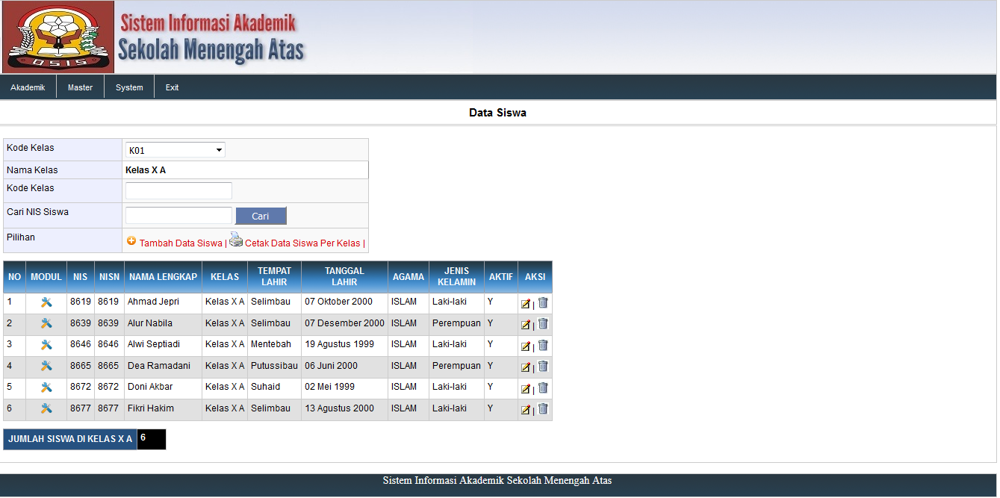 OSIS
Sistem Informasi Akademik
Sekolah Menengah Atas
Akademik Master System Exit
Data Siswa
Kode Kelas K01
Nama Kelas Kelas X A
Kode Kelas
Cari NIS Siswa Cari
Pilihan Tambah Data Siswa | Cetak Data Siswa Per Kelas |
NO MODUL NIS NISN NAMA LENGKAP KELAS TEMPAT LAHIR TANGGAL LAHIR AGAMA JENIS KELAMIN AKTIF AKSI
1 8619 8619 Ahmad Jepri Kelas X A Selimbau 07 Oktober 2000 ISLAM Laki-laki Y |
2 8639 8639 Alur Nabila Kelas X A Selimbau 07 Desember 2000 ISLAM Perempuan Y |
3 8646 8646 Alwi Septiadi Kelas X A Mentebah 19 Agustus 1999 ISLAM Laki-laki Y |
4 8665 8665 Dea Ramadani Kelas X A Putussibau 06 Juni 2000 ISLAM Perempuan Y |
5 8672 8672 Doni Akbar Kelas X A Suhaid 02 Mei 1999 ISLAM Laki-laki Y |
6 8677 8677 Fikri Hakim Kelas X A Selimbau 13 Agustus 2000 ISLAM Laki-laki Y |
JUMLAH SISWA DI KELAS X A 6
Sistem Informasi Akademik Sekolah Menengah Atas